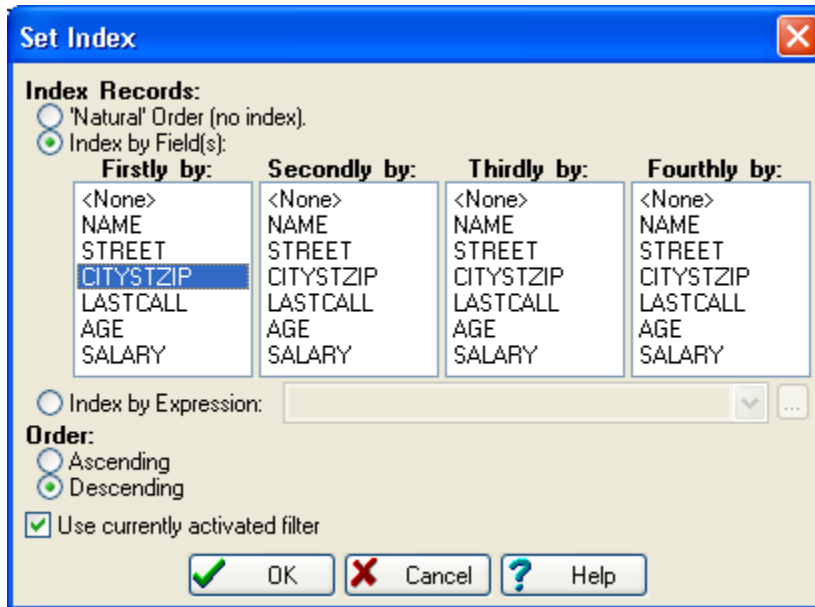 Set Index
Index Records:
'Natural' Order (no index).
Index by Field(s):
Firstly by: Secondly by: Thirdly by: Fourthly by:
<None> <None> <None> <None>
NAME NAME NAME NAME
STREET STREET STREET STREET
CITYSTZIP CITYSTZIP CITYSTZIP CITYSTZIP
LASTCALL LASTCALL LASTCALL LASTCALL
AGE AGE AGE AGE
SALARY SALARY SALARY SALARY
Index by Expression: ...
Order:
Ascending
Descending
Use currently activated filter
OK Cancel ? Help